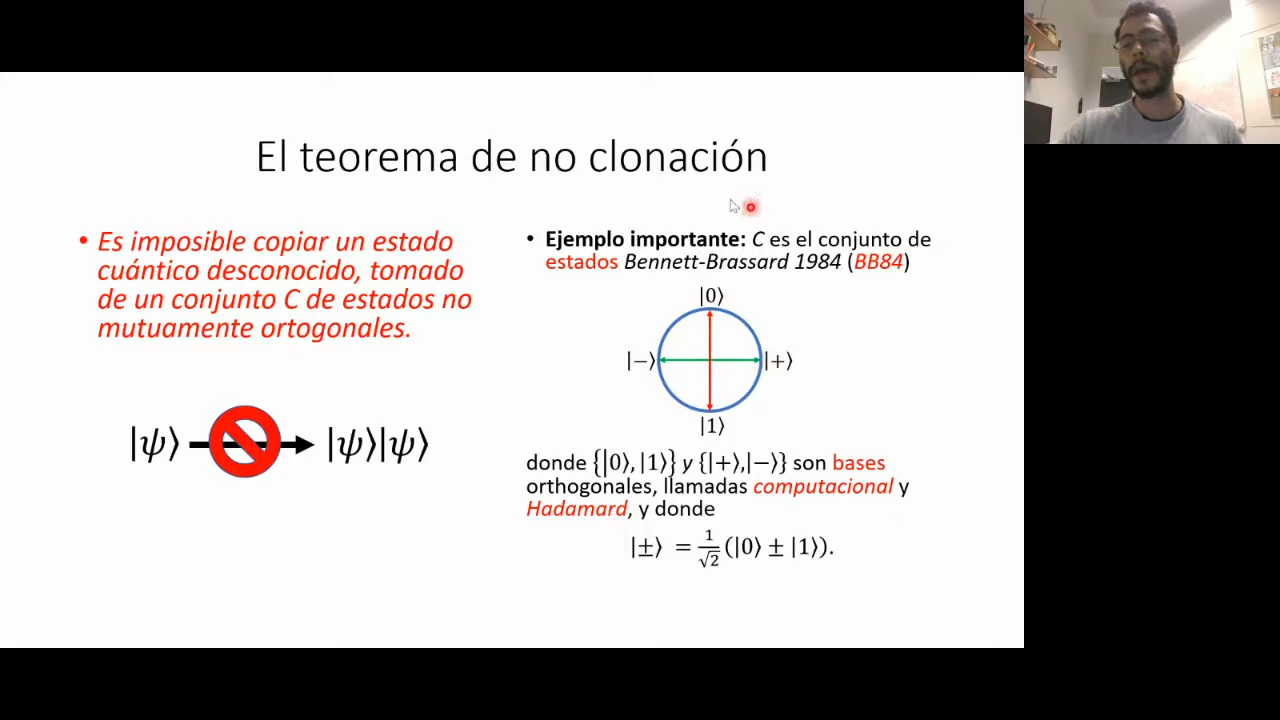 El teorema de no clonación
• Es imposible copiar un estado
cuántico desconocido, tomado
de un conjunto C de estados no
mutuamente ortogonales.
|ψ⟩ |ψ⟩|ψ⟩
• Ejemplo importante: C es el conjunto de
estados Bennett-Brassard 1984 (BB84)
|0⟩
|−⟩ |+⟩
|1⟩
donde {|0⟩, |1⟩} y {|+⟩,|−⟩} son bases
orthogonales, llamadas computacional y
Hadamard, y donde
|±⟩ = 1/√2 (|0⟩ ± |1⟩).